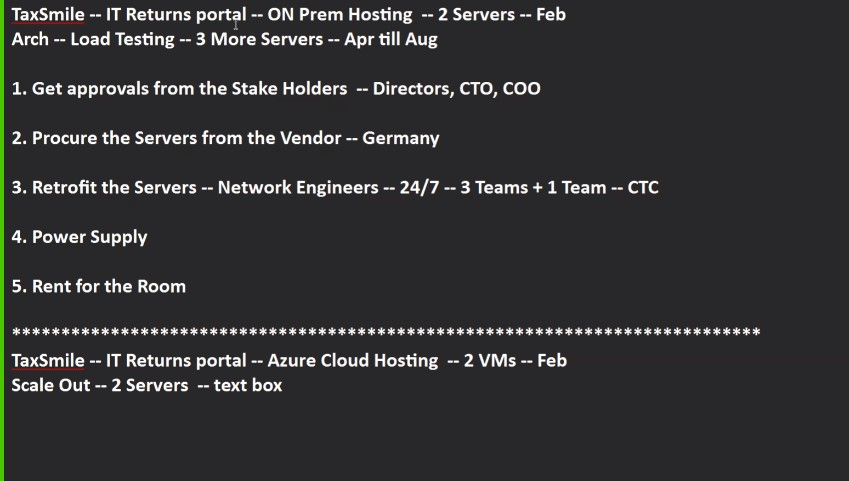 TaxSmile -- IT Returns portal -- ON Prem Hosting  -- 2 Servers -- Feb
Arch -- Load Testing -- 3 More Servers -- Apr till Aug
1. Get approvals from the Stake Holders  -- Directors, CTO, COO
2. Procure the Servers from the Vendor -- Germany
3. Retrofit the Servers -- Network Engineers -- 24/7 -- 3 Teams + 1 Team -- CTC
4. Power Supply
5. Rent for the Room
****************************************************************************
TaxSmile -- IT Returns portal -- Azure Cloud Hosting  -- 2 VMs -- Feb
Scale Out -- 2 Servers  -- text box